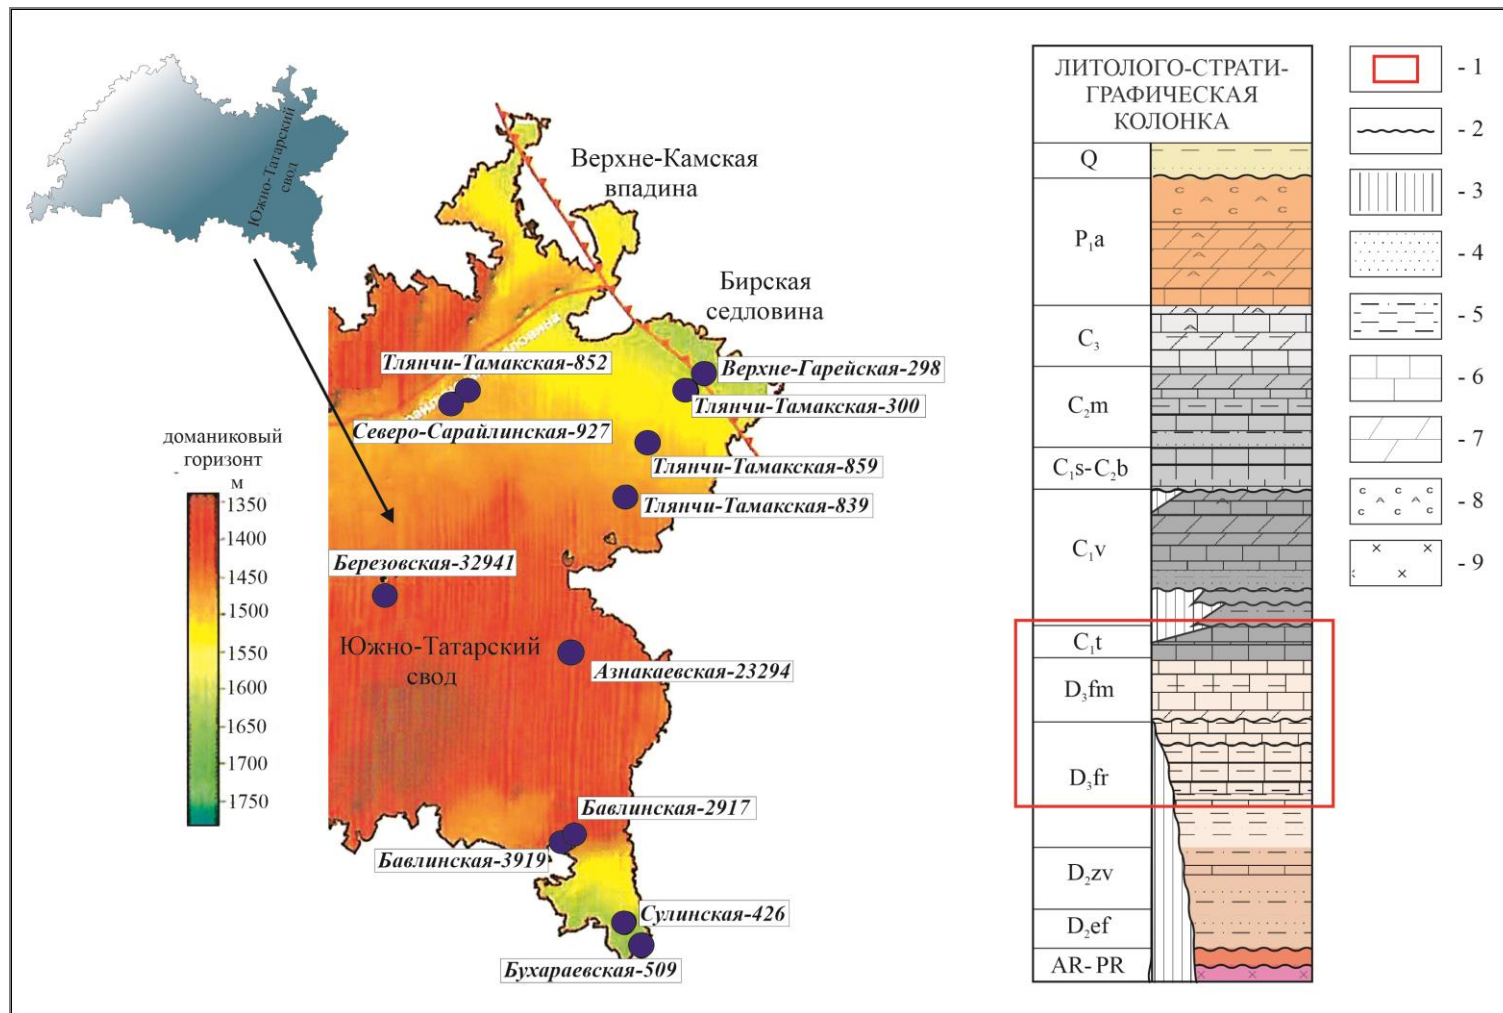 Южно-Татарский
свод
Верхне-Камская
впадина
Бирская
седловина
Тлянчи-Тамакская-852
Верхне-Гарейская-298
Тлянчи-Тамакская-300
Северо-Сарайлинская-927
Тлянчи-Тамакская-859
Тлянчи-Тамакская-839
доманиковый
горизонт
м
1350
1400
1450
1500
1550
1600
1650
1700
1750
Березовская-32941
Южно-Татарский
свод
Азнакаевская-23294
Бавлинская-2917
Бавлинская-3919
Сулинская-426
Бухараевская-509
ЛИТОЛОГО-СТРАТИ-
ГРАФИЧЕСКАЯ
КОЛОНКА
Q
P₁a
C₃
C₂m
C₁s-C₂b
C₁v
C₁t
D₃fm
D₃fr
D₂zv
D₂ef
AR-PR
- 1
- 2
- 3
- 4
- 5
- 6
- 7
- 8
- 9